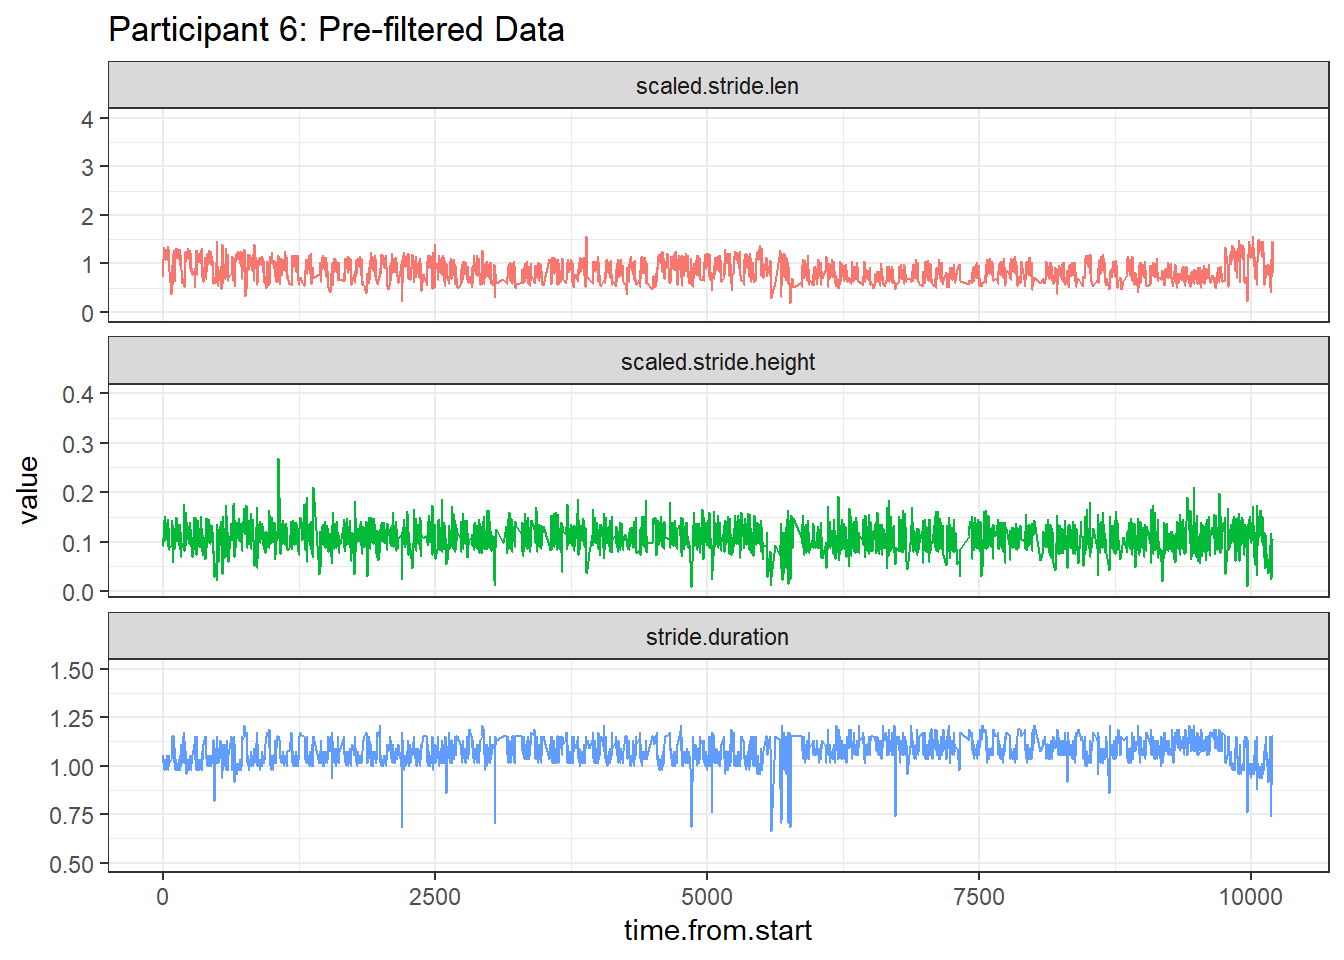 Participant 6: Pre-filtered Data
scaled.stride.len
4
3
2
1
0
scaled.stride.height
0.4
0.3
0.2
0.1
0.0
value
stride.duration
1.50
1.25
1.00
0.75
0.50
0 2500 5000 7500 10000
time.from.start